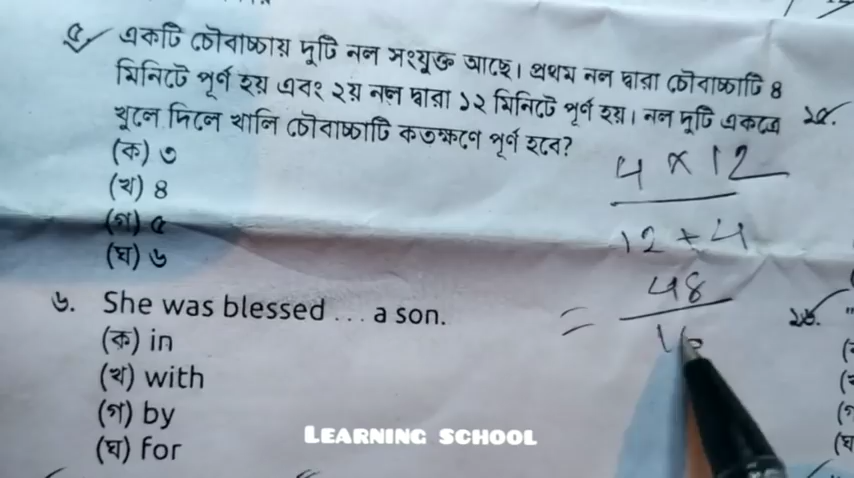 ৫ একটি চৌবাচ্চায় দুটি নল সংযুক্ত আছে। প্রথম নল দ্বারা চৌবাচ্চাটি ৪
মিনিটে পূর্ণ হয় এবং ২য় নল দ্বারা ১২ মিনিটে পূর্ণ হয়। নল দুটি একত্রে
খুলে দিলে খালি চৌবাচ্চাটি কতক্ষণে পূর্ণ হবে?
(ক) ৩
(খ) ৪
(গ) ৫
(ঘ) ৬
4 × 12
12 + 4
= 48
16
৬. She was blessed ... a son.
(ক) in
(খ) with
(গ) by
(ঘ) for
১৫.
১৬. "
LEARNING SCHOOL